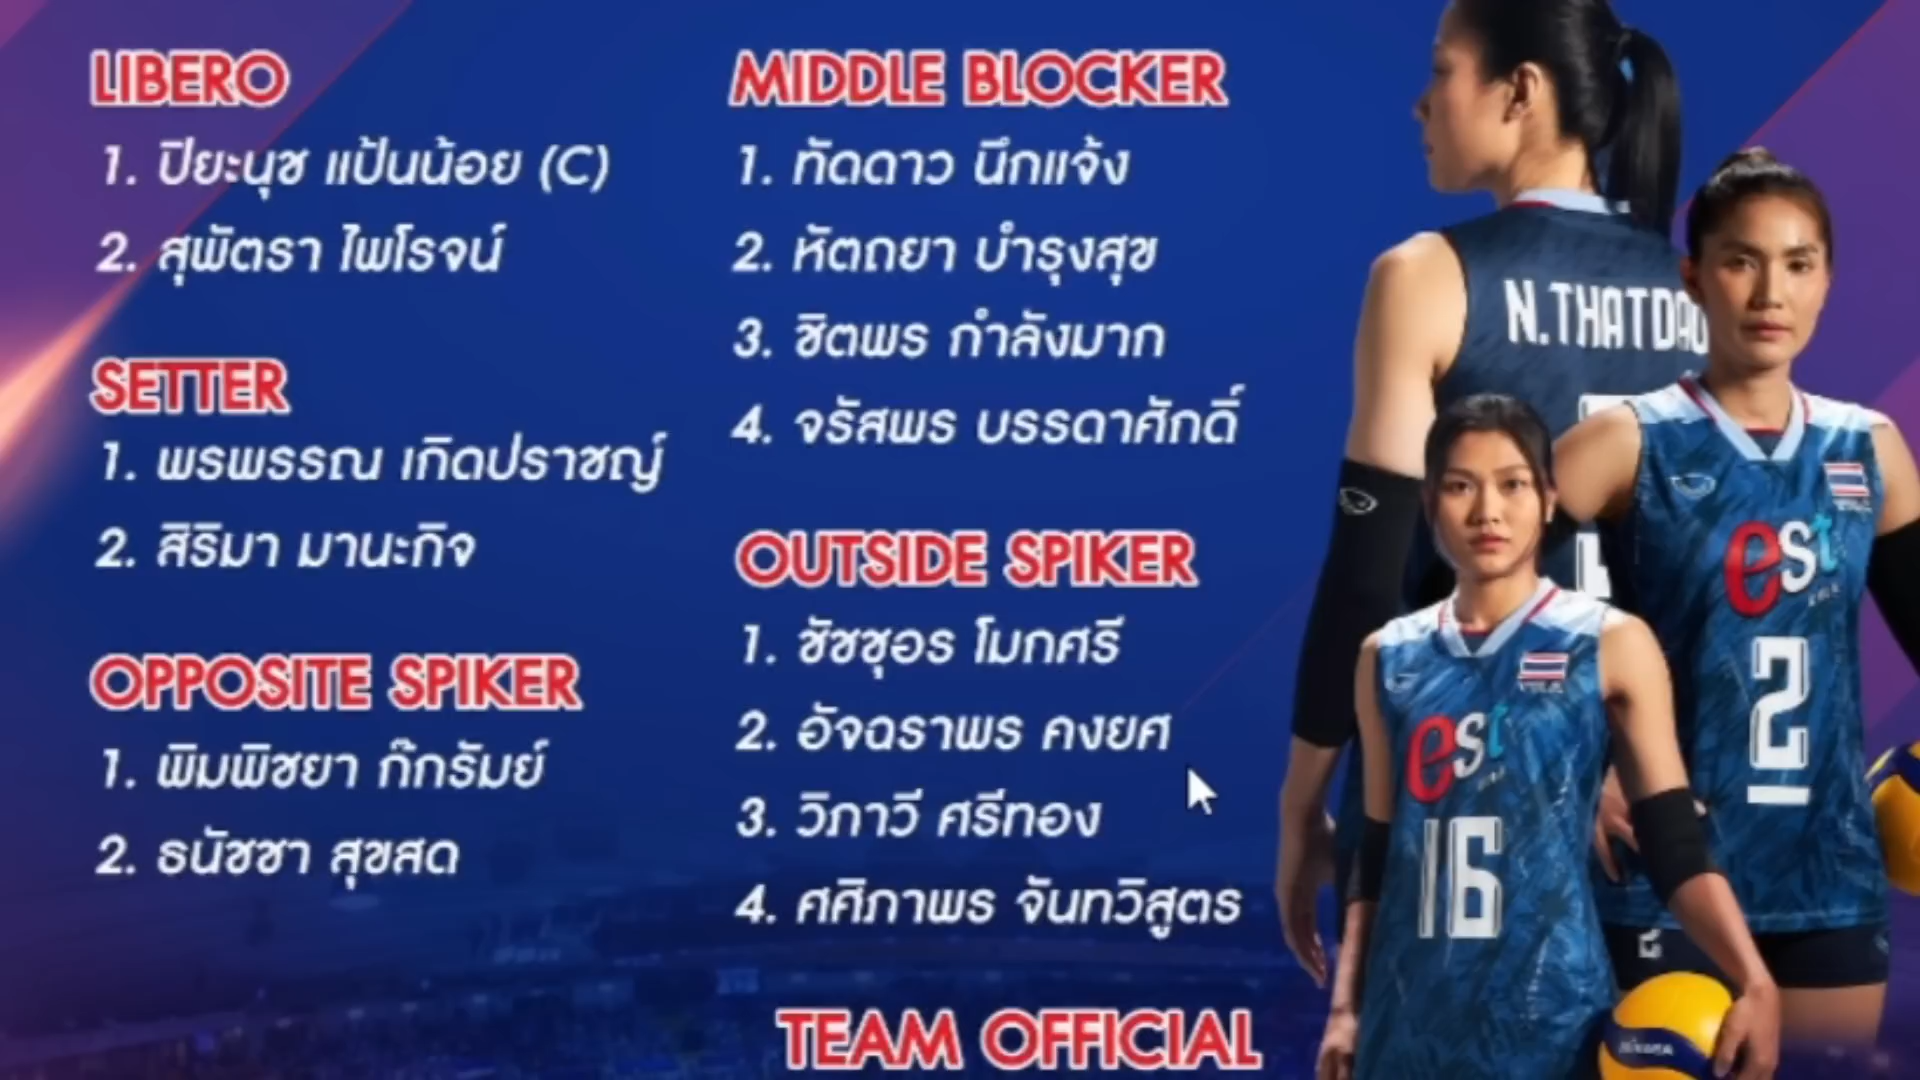 LIBERO
1. ปิยะนุช แป้นน้อย (C)
2. สุพัตรา ไพโรจน์
SETTER
1. พรพรรณ เกิดปราชญ์
2. สิริมา มานะกิจ
OPPOSITE SPIKER
1. พิมพิชยา ก๊กรัมย์
2. ธนัชชา สุขสด
MIDDLE BLOCKER
1. ทัดดาว นึกแจ้ง
2. หัตถยา บำรุงสุข
3. ชิตพร กำลังมาก
4. จรัสพร บรรดาศักดิ์
OUTSIDE SPIKER
1. ชัชชุอร โมกศรี
2. อัจฉราพร คงยศ
3. วิภาวี ศรีทอง
4. ศศิภาพร จันทวิสูตร
TEAM OFFICIAL
N.THATDAO
est
2
est
16
2
MIKASA